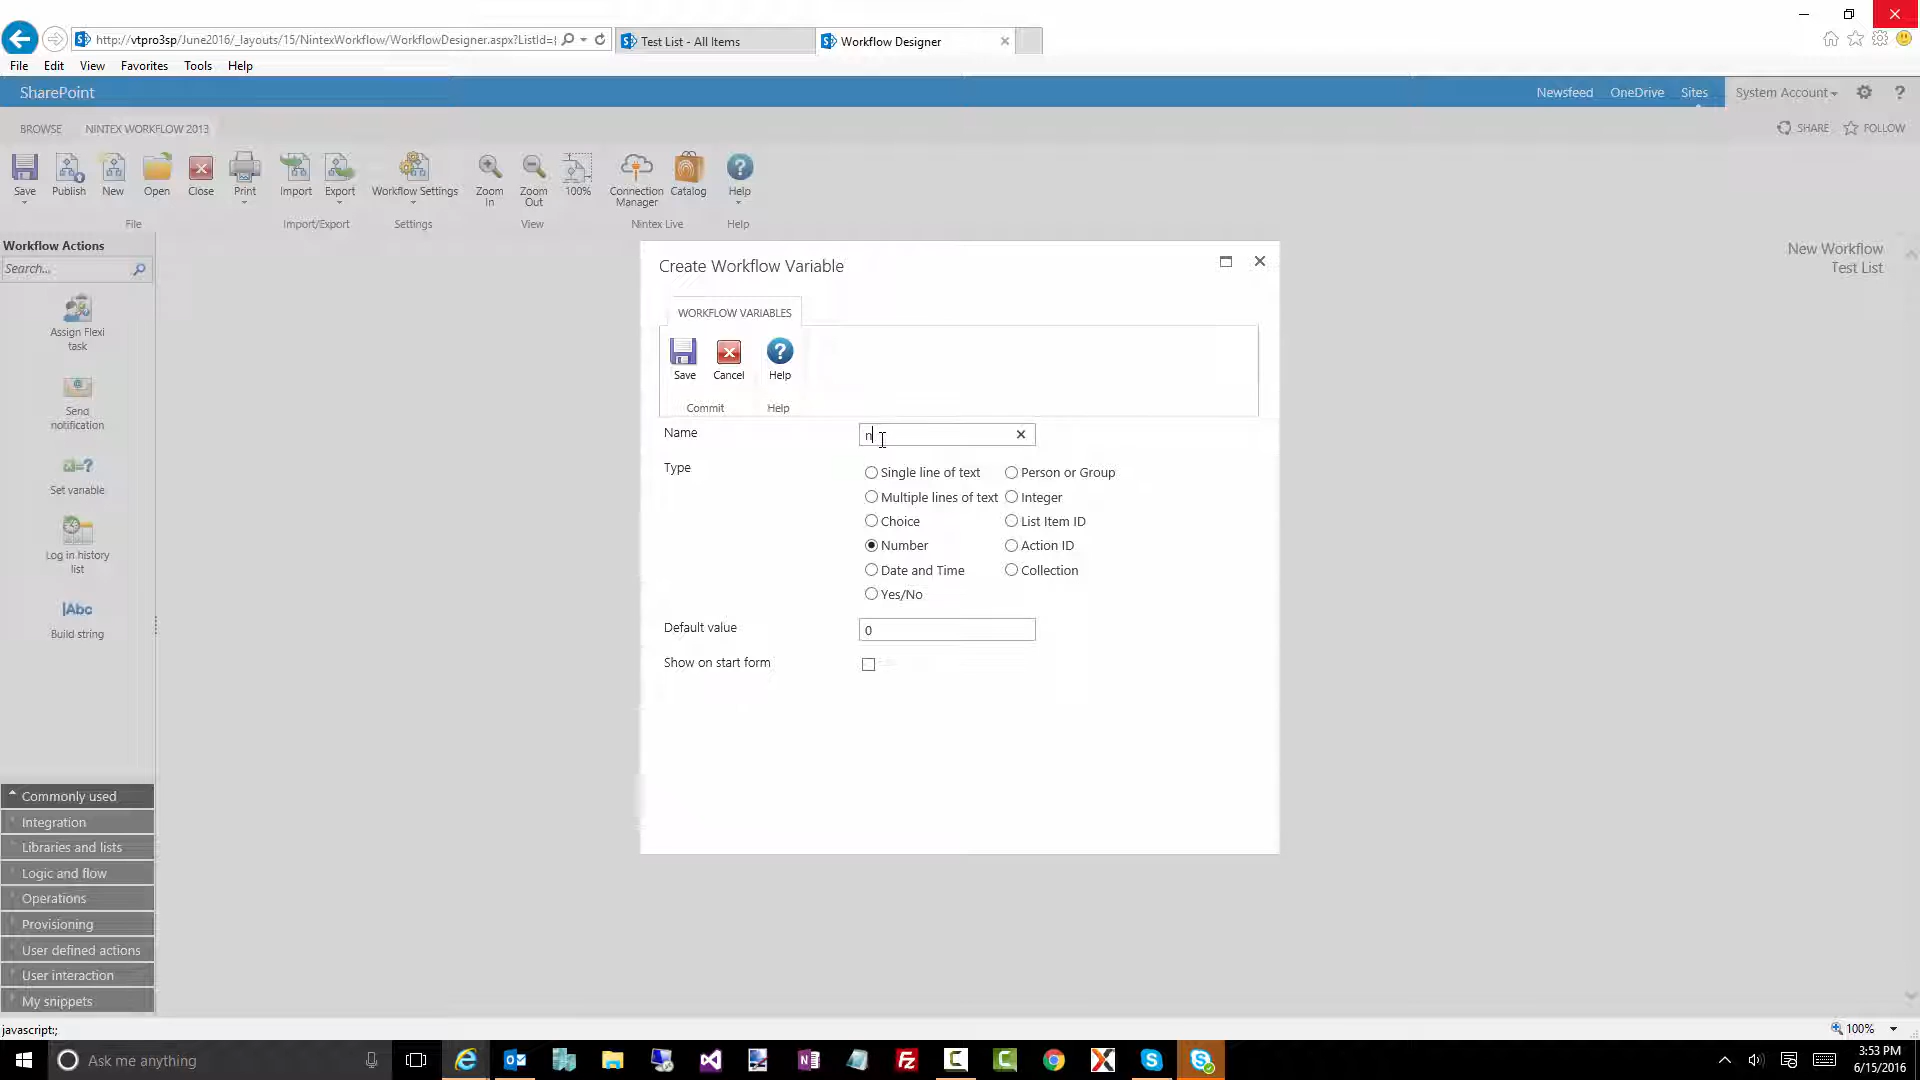 http://vtpro3sp/June2016/_layouts/15/NintexWorkflow/WorkflowDesigner.aspx?ListId={
Test List - All Items
Workflow Designer
File Edit View Favorites Tools Help
SharePoint
Newsfeed OneDrive Sites System Account ?
BROWSE NINTEX WORKFLOW 2013
SHARE FOLLOW
Save Publish New Open Close Print Import Export Workflow Settings Zoom In Zoom Out 100% Connection Manager Catalog Help
File Import/Export Settings View Nintex Live Help
Workflow Actions
Search...
Assign Flexi
task
Send
notification
Set variable
Log in history
list
|Abc
Build string
Commonly used
Integration
Libraries and lists
Logic and flow
Operations
Provisioning
User defined actions
User interaction
My snippets
New Workflow
Test List
Create Workflow Variable
WORKFLOW VARIABLES
Save Cancel Help
Commit Help
Name n
Type
Single line of text Person or Group
Multiple lines of text Integer
Choice List Item ID
Number Action ID
Date and Time Collection
Yes/No
Default value 0
Show on start form
javascript:;
100%
Ask me anything
3:53 PM
6/15/2016